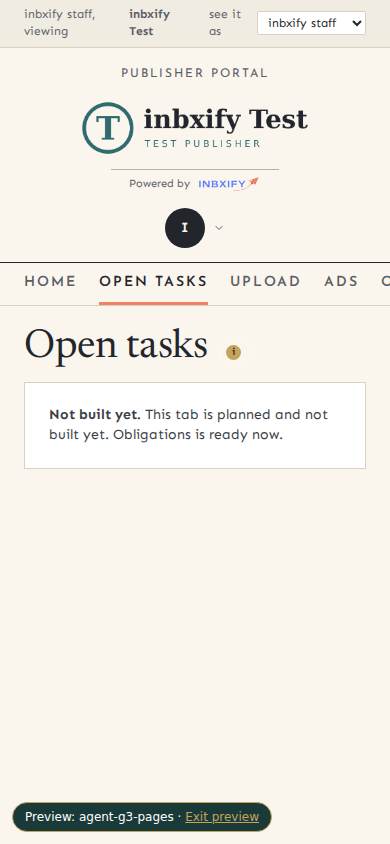 inbxify staff, viewing
inbxify Test
see it as
inbxify staff
PUBLISHER PORTAL
T
inbxify Test
TEST PUBLISHER
Powered by INBXIFY
I
HOME OPEN TASKS UPLOAD ADS
Open tasks i
Not built yet. This tab is planned and not
built yet. Obligations is ready now.
Preview: agent-g3-pages · Exit preview